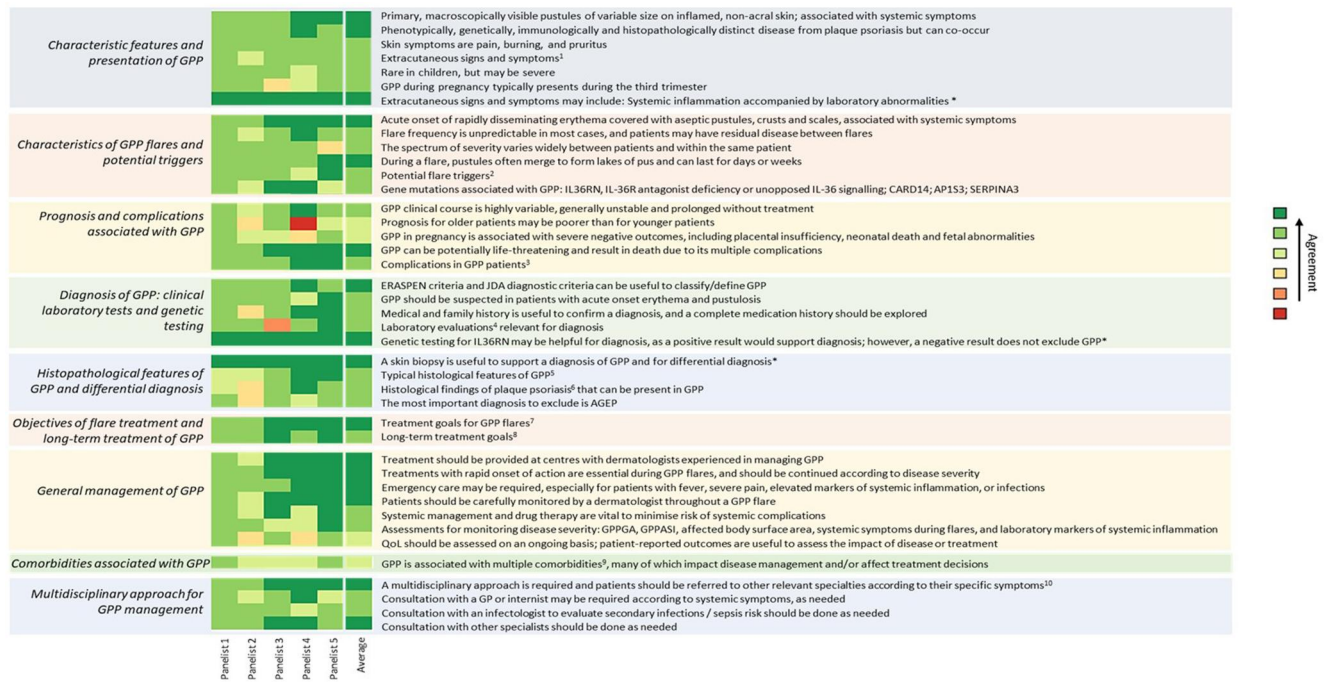 Characteristic features and
presentation of GPP
Primary, macroscopically visible pustules of variable size on inflamed, non-acral skin; associated with systemic symptoms
Phenotypically, genetically, immunologically and histopathologically distinct disease from plaque psoriasis but can co-occur
Skin symptoms are pain, burning, and pruritus
Extracutaneous signs and symptoms¹
Rare in children, but may be severe
GPP during pregnancy typically presents during the third trimester
Extracutaneous signs and symptoms may include: Systemic inflammation accompanied by laboratory abnormalities *
Characteristics of GPP flares and
potential triggers
Acute onset of rapidly disseminating erythema covered with aseptic pustules, crusts and scales, associated with systemic symptoms
Flare frequency is unpredictable in most cases, and patients may have residual disease between flares
The spectrum of severity varies widely between patients and within the same patient
During a flare, pustules often merge to form lakes of pus and can last for days or weeks
Potential flare triggers²
Gene mutations associated with GPP: IL36RN, IL-36R antagonist deficiency or unopposed IL-36 signalling; CARD14; AP1S3; SERPINA3
Prognosis and complications
associated with GPP
GPP clinical course is highly variable, generally unstable and prolonged without treatment
Prognosis for older patients may be poorer than for younger patients
GPP in pregnancy is associated with severe negative outcomes, including placental insufficiency, neonatal death and fetal abnormalities
GPP can be potentially life-threatening and result in death due to its multiple complications
Complications in GPP patients³
Diagnosis of GPP: clinical
laboratory tests and genetic
testing
ERASPEN criteria and JDA diagnostic criteria can be useful to classify/define GPP
GPP should be suspected in patients with acute onset erythema and pustulosis
Medical and family history is useful to confirm a diagnosis, and a complete medication history should be explored
Laboratory evaluations⁴ relevant for diagnosis
Genetic testing for IL36RN may be helpful for diagnosis, as a positive result would support diagnosis; however, a negative result does not exclude GPP*
Histopathological features of
GPP and differential diagnosis
A skin biopsy is useful to support a diagnosis of GPP and for differential diagnosis*
Typical histological features of GPP⁵
Histological findings of plaque psoriasis⁶ that can be present in GPP
The most important diagnosis to exclude is AGEP
Objectives of flare treatment and
long-term treatment of GPP
Treatment goals for GPP flares⁷
Long-term treatment goals⁸
General management of GPP
Treatment should be provided at centres with dermatologists experienced in managing GPP
Treatments with rapid onset of action are essential during GPP flares, and should be continued according to disease severity
Emergency care may be required, especially for patients with fever, severe pain, elevated markers of systemic inflammation, or infections
Patients should be carefully monitored by a dermatologist throughout a GPP flare
Systemic management and drug therapy are vital to minimise risk of systemic complications
Assessments for monitoring disease severity: GPPGA, GPPASI, affected body surface area, systemic symptoms during flares, and laboratory markers of systemic inflammation
QoL should be assessed on an ongoing basis; patient-reported outcomes are useful to assess the impact of disease or treatment
Comorbidities associated with GPP
GPP is associated with multiple comorbidities⁹, many of which impact disease management and/or affect treatment decisions
Multidisciplinary approach for
GPP management
A multidisciplinary approach is required and patients should be referred to other relevant specialties according to their specific symptoms¹⁰
Consultation with a GP or internist may be required according to systemic symptoms, as needed
Consultation with an infectologist to evaluate secondary infections / sepsis risk should be done as needed
Consultation with other specialists should be done as needed
Panelist 1
Panelist 2
Panelist 3
Panelist 4
Panelist 5
Average
Agreement